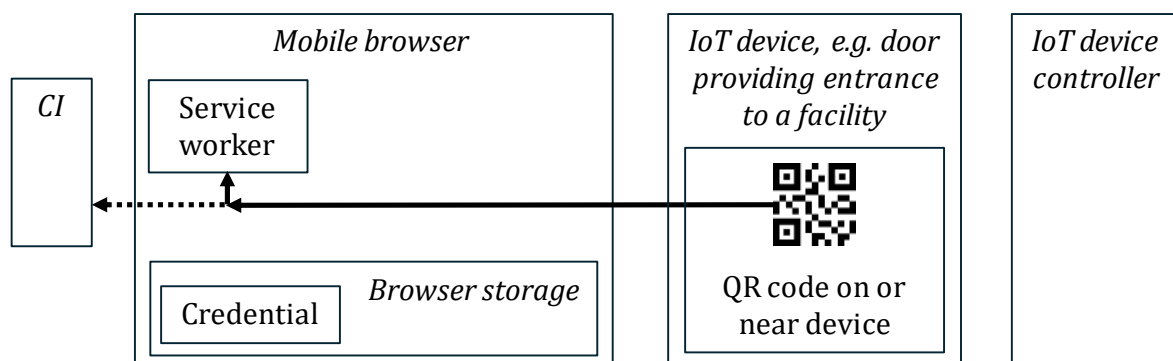 CI
Mobile browser
Service
worker
Browser storage
Credential
IoT device, e.g. door
providing entrance
to a facility
QR code on or
near device
IoT device
controller